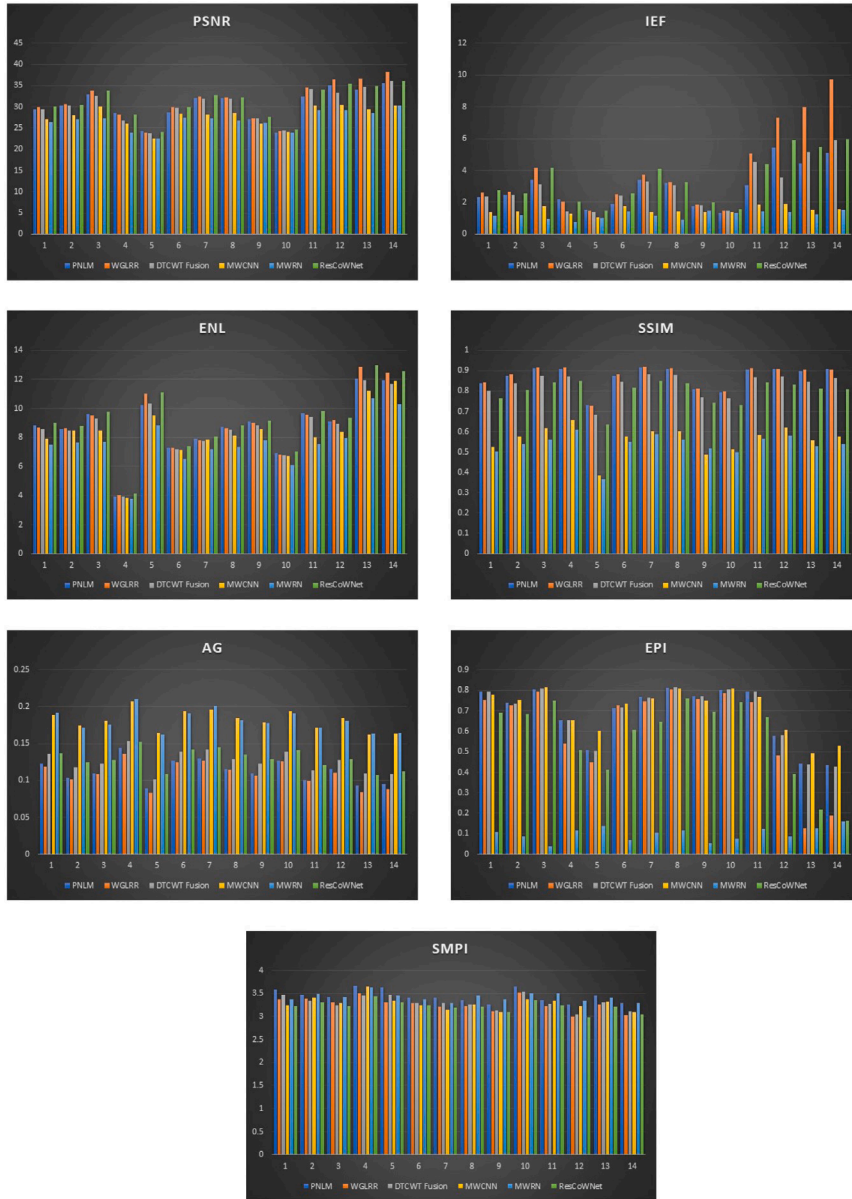 PSNR
45
40
35
30
25
20
15
10
5
0
1 2 3 4 5 6 7 8 9 10 11 12 13 14
PNLM WGLRR DTCWT Fusion MWCNN MWRN ResCoWNet
IEF
12
10
8
6
4
2
0
1 2 3 4 5 6 7 8 9 10 11 12 13 14
PNLM WGLRR DTCWT Fusion MWCNN MWRN ResCoWNet
ENL
14
12
10
8
6
4
2
0
1 2 3 4 5 6 7 8 9 10 11 12 13 14
PNLM WGLRR DTCWT Fusion MWCNN MWRN ResCoWNet
SSIM
1
0.9
0.8
0.7
0.6
0.5
0.4
0.3
0.2
0.1
0
1 2 3 4 5 6 7 8 9 10 11 12 13 14
PNLM WGLRR DTCWT Fusion MWCNN MWRN ResCoWNet
AG
0.25
0.2
0.15
0.1
0.05
0
1 2 3 4 5 6 7 8 9 10 11 12 13 14
PNLM WGLRR DTCWT Fusion MWCNN MWRN ResCoWNet
EPI
0.9
0.8
0.7
0.6
0.5
0.4
0.3
0.2
0.1
0
1 2 3 4 5 6 7 8 9 10 11 12 13 14
PNLM WGLRR DTCWT Fusion MWCNN MWRN ResCoWNet
SMPI
4
3.5
3
2.5
2
1.5
1
0.5
0
1 2 3 4 5 6 7 8 9 10 11 12 13 14
PNLM WGLRR DTCWT Fusion MWCNN MWRN ResCoWNet